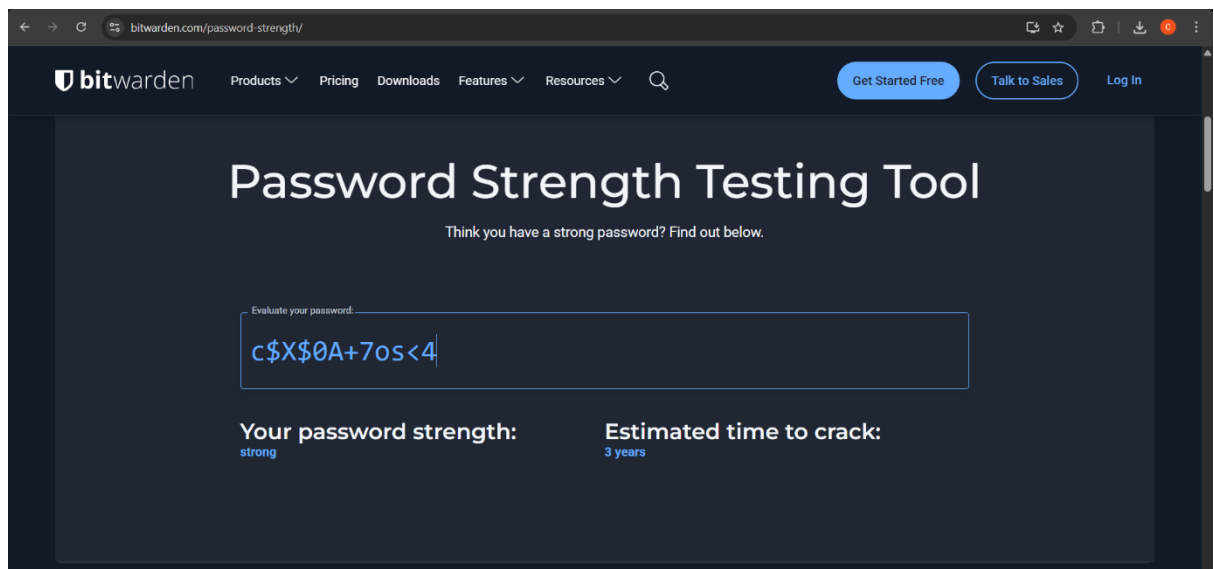 bitwarden.com/password-strength/
C
bitwarden Products Pricing Downloads Features Resources Get Started Free Talk to Sales Log In
Password Strength Testing Tool
Think you have a strong password? Find out below.
Evaluate your password:
c$X$0A+7os<4
Your password strength: Estimated time to crack:
strong 3 years